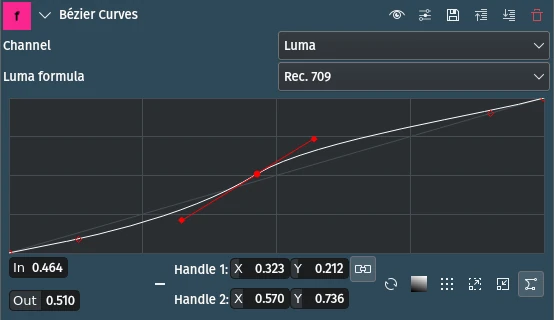 f Bézier Curves
Channel Luma
Luma formula Rec. 709
In 0.464 Handle 1: X 0.323 Y 0.212
Out 0.510 Handle 2: X 0.570 Y 0.736